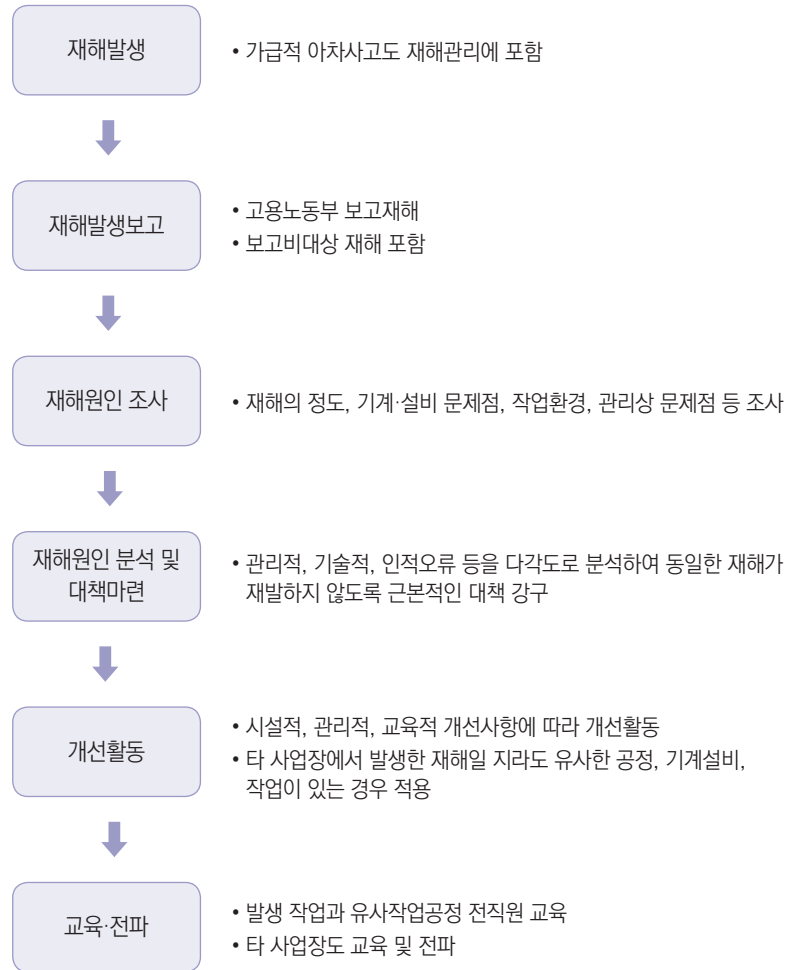 재해발생
• 가급적 아차사고도 재해관리에 포함
재해발생보고
• 고용노동부 보고재해
• 보고비대상 재해 포함
재해원인 조사
• 재해의 정도, 기계·설비 문제점, 작업환경, 관리상 문제점 등 조사
재해원인 분석 및
대책마련
• 관리적, 기술적, 인적오류 등을 다각도로 분석하여 동일한 재해가
재발하지 않도록 근본적인 대책 강구
개선활동
• 시설적, 관리적, 교육적 개선사항에 따라 개선활동
• 타 사업장에서 발생한 재해일 지라도 유사한 공정, 기계설비,
작업이 있는 경우 적용
교육·전파
• 발생 작업과 유사작업공정 전직원 교육
• 타 사업장도 교육 및 전파